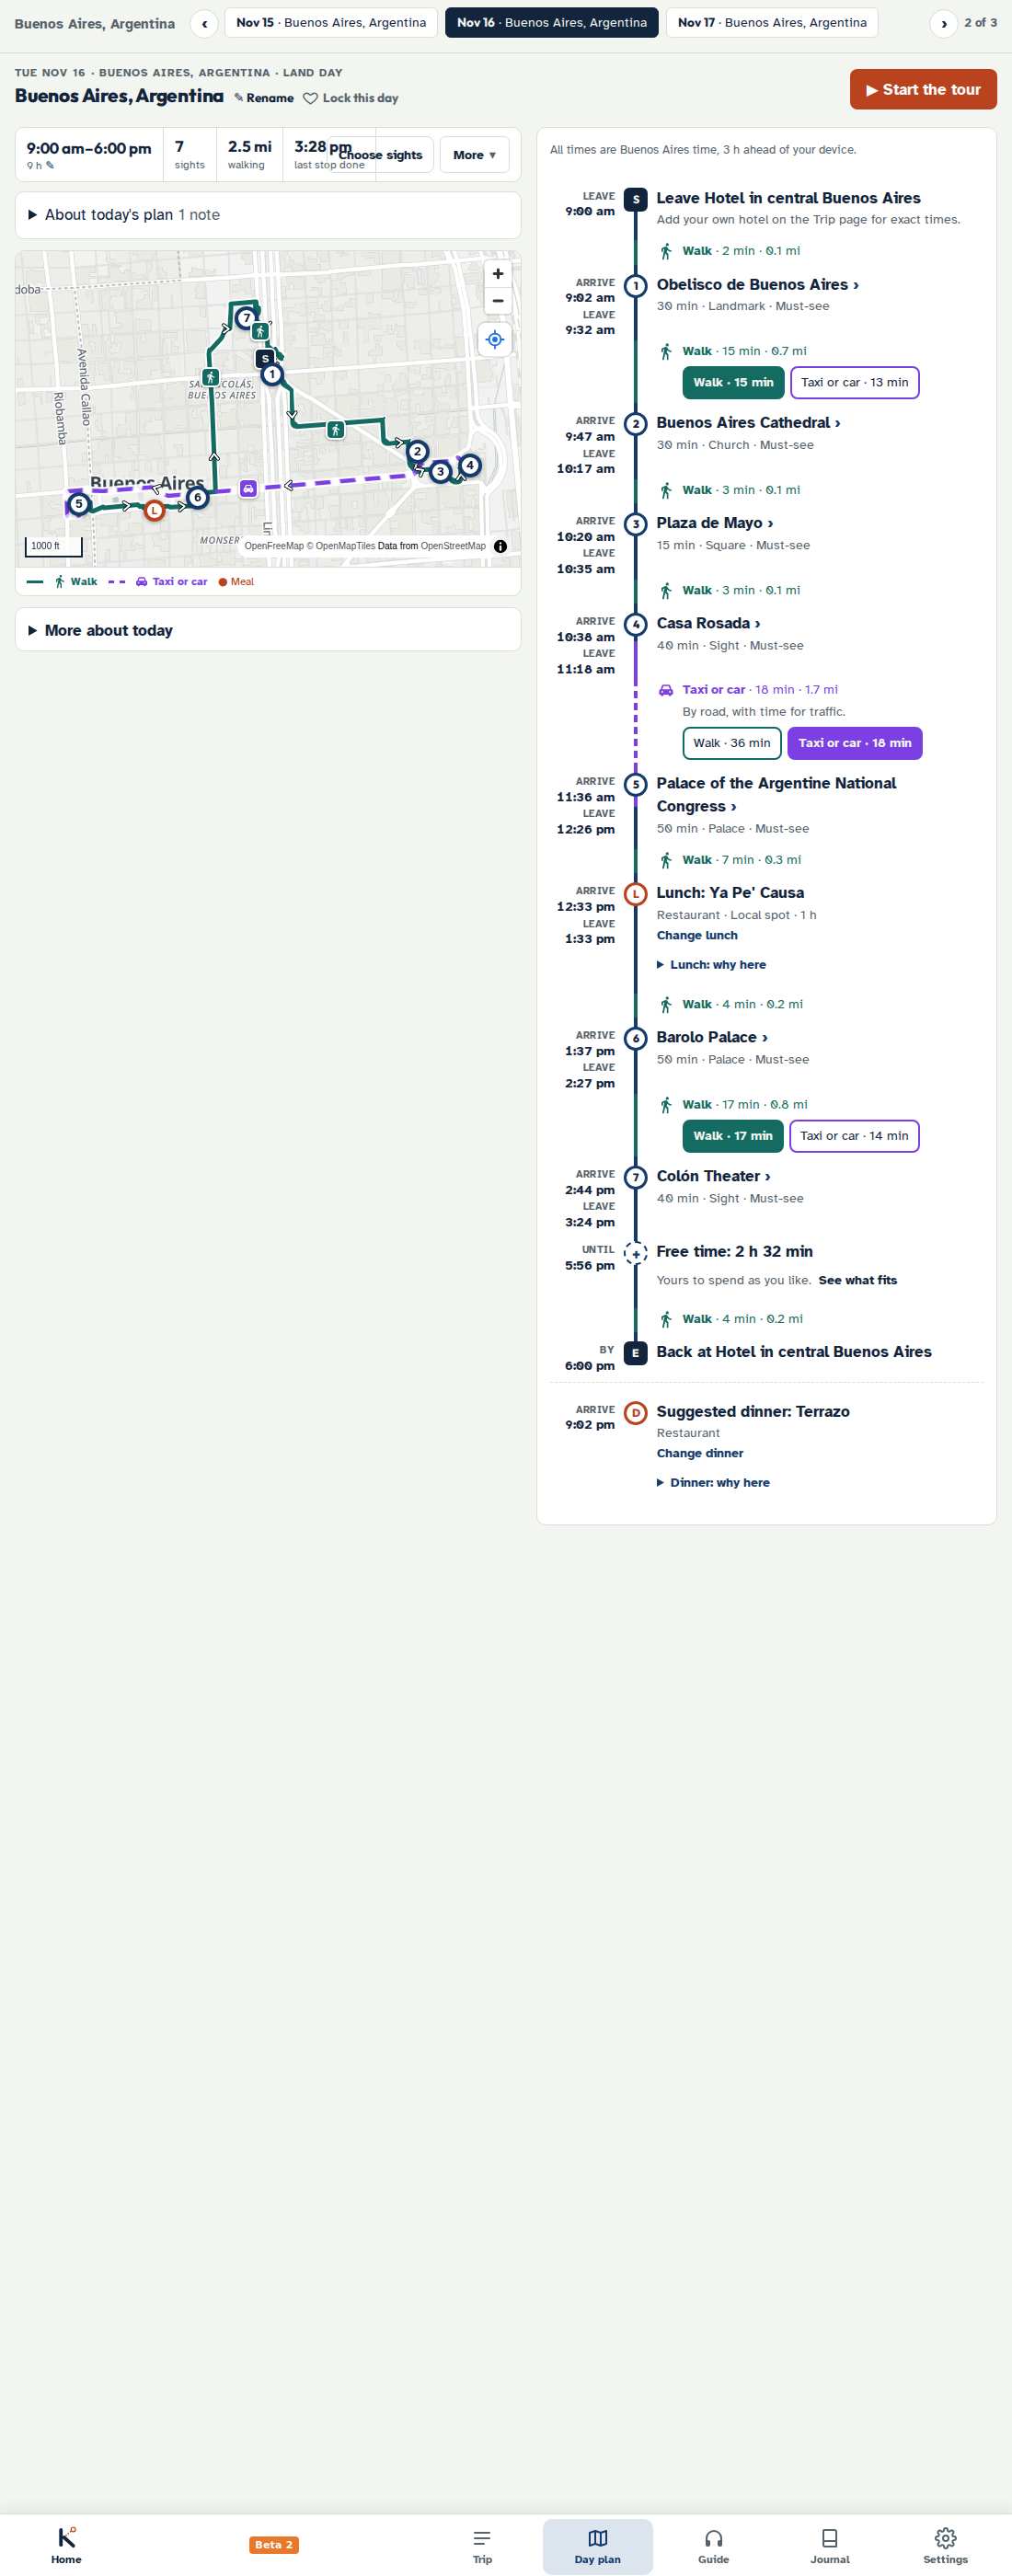 Buenos Aires, Argentina
‹
Nov 15 · Buenos Aires, Argentina
Nov 16 · Buenos Aires, Argentina
Nov 17 · Buenos Aires, Argentina
›
2 of 3
TUE NOV 16 · BUENOS AIRES, ARGENTINA · LAND DAY
Buenos Aires, Argentina
✎ Rename
Lock this day
▶ Start the tour
9:00 am–6:00 pm
9 h ✎
7
sights
2.5 mi
walking
3:28 pm
last stop done
Choose sights
More ▾
▶ About today's plan 1 note
doba
Avenida Callao
Riobamba
BUENOS AIRES
Buenos Aires
7
S
1
2
3
4
5
L
6
+
−
1000 ft
OpenFreeMap © OpenMapTiles Data from OpenStreetMap
Walk
Taxi or car
Meal
▶ More about today
All times are Buenos Aires time, 3 h ahead of your device.
LEAVE
9:00 am
S
Leave Hotel in central Buenos Aires
Add your own hotel on the Trip page for exact times.
Walk · 2 min · 0.1 mi
ARRIVE
9:02 am
LEAVE
9:32 am
1
Obelisco de Buenos Aires ›
30 min · Landmark · Must-see
Walk · 15 min · 0.7 mi
Walk · 15 min
Taxi or car · 13 min
ARRIVE
9:47 am
LEAVE
10:17 am
2
Buenos Aires Cathedral ›
30 min · Church · Must-see
Walk · 3 min · 0.1 mi
ARRIVE
10:20 am
LEAVE
10:35 am
3
Plaza de Mayo ›
15 min · Square · Must-see
Walk · 3 min · 0.1 mi
ARRIVE
10:38 am
LEAVE
11:18 am
4
Casa Rosada ›
40 min · Sight · Must-see
Taxi or car · 18 min · 1.7 mi
By road, with time for traffic.
Walk · 36 min
Taxi or car · 18 min
ARRIVE
11:36 am
LEAVE
12:26 pm
5
Palace of the Argentine National
Congress ›
50 min · Palace · Must-see
Walk · 7 min · 0.3 mi
ARRIVE
12:33 pm
LEAVE
1:33 pm
L
Lunch: Ya Pe' Causa
Restaurant · Local spot · 1 h
Change lunch
▶ Lunch: why here
Walk · 4 min · 0.2 mi
ARRIVE
1:37 pm
LEAVE
2:27 pm
6
Barolo Palace ›
50 min · Palace · Must-see
Walk · 17 min · 0.8 mi
Walk · 17 min
Taxi or car · 14 min
ARRIVE
2:44 pm
LEAVE
3:24 pm
7
Colón Theater ›
40 min · Sight · Must-see
UNTIL
5:56 pm
+
Free time: 2 h 32 min
Yours to spend as you like. See what fits
Walk · 4 min · 0.2 mi
BY
6:00 pm
E
Back at Hotel in central Buenos Aires
ARRIVE
9:02 pm
D
Suggested dinner: Terrazo
Restaurant
Change dinner
▶ Dinner: why here
Home
Beta 2
Trip
Day plan
Guide
Journal
Settings